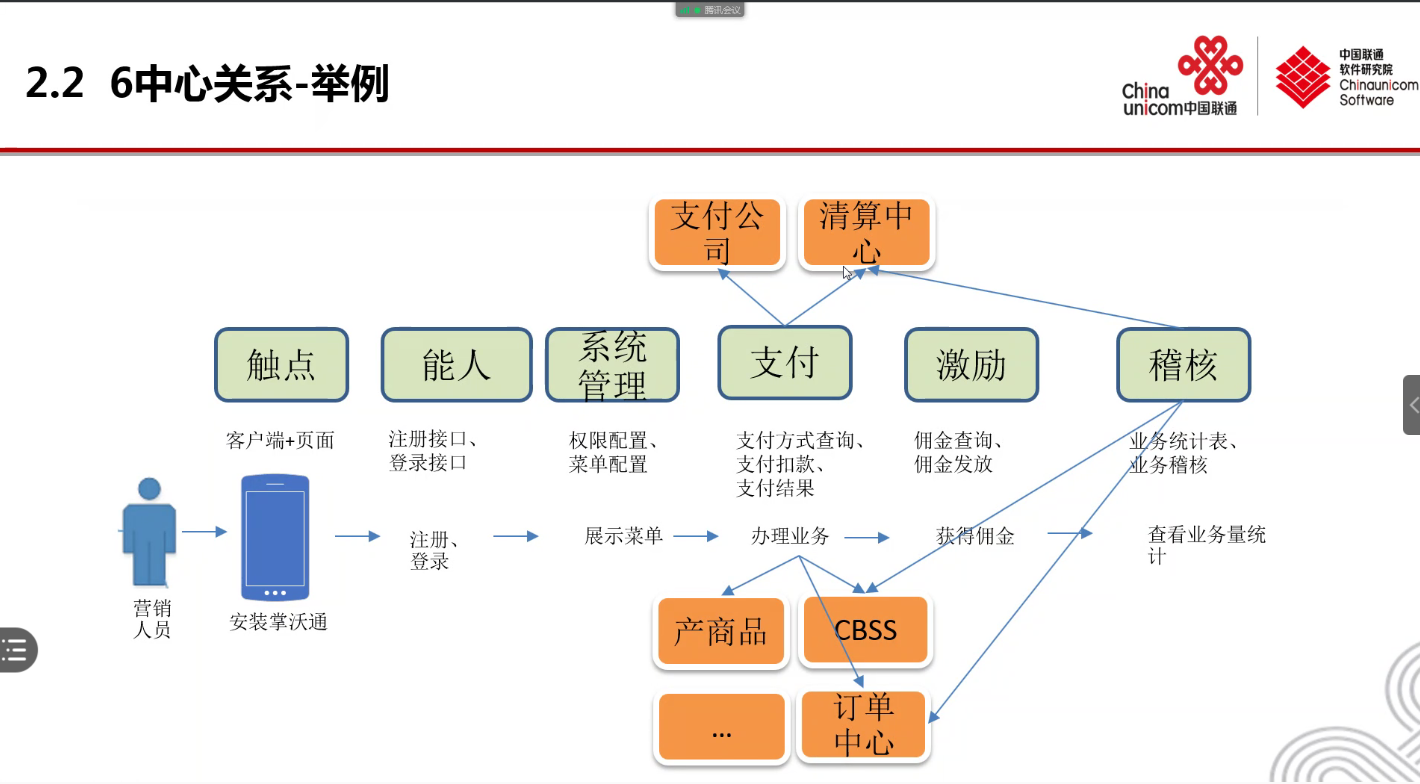 腾讯会议
2.2 6中心关系-举例
China
unicom中国联通
中国联通
软件研究院
Chinaunicom
Software
支付公
司
清算中
心
触点
能人
系统
管理
支付
激励
稽核
客户端+页面
注册接口、
登录接口
权限配置、
菜单配置
支付方式查询、
支付扣款、
支付结果
佣金查询、
佣金发放
业务统计表、
业务稽核
营销
人员
安装掌沃通
注册、
登录
展示菜单
办理业务
获得佣金
查看业务量统
计
产商品
CBSS
...
订单
中心